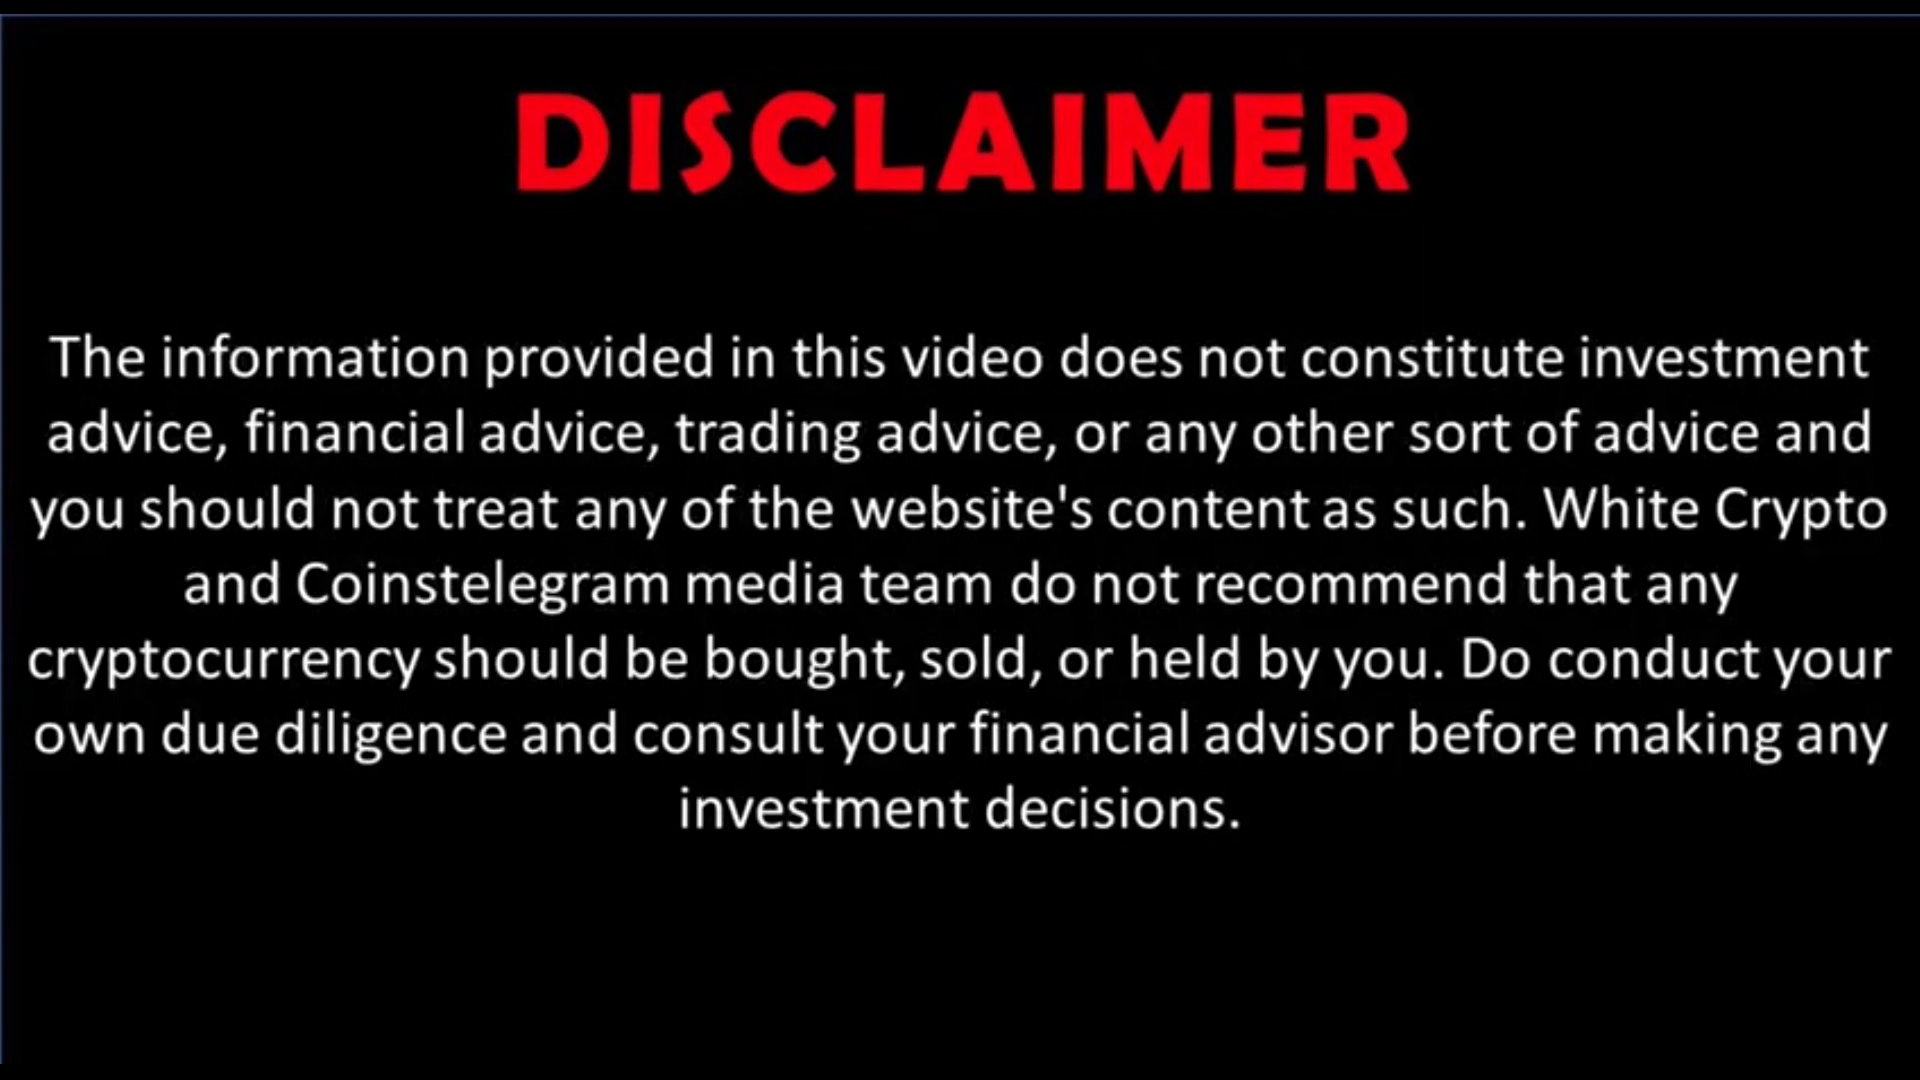 DISCLAIMER
The information provided in this video does not constitute investment
advice, financial advice, trading advice, or any other sort of advice and
you should not treat any of the website's content as such. White Crypto
and Coinstelegram media team do not recommend that any
cryptocurrency should be bought, sold, or held by you. Do conduct your
own due diligence and consult your financial advisor before making any
investment decisions.